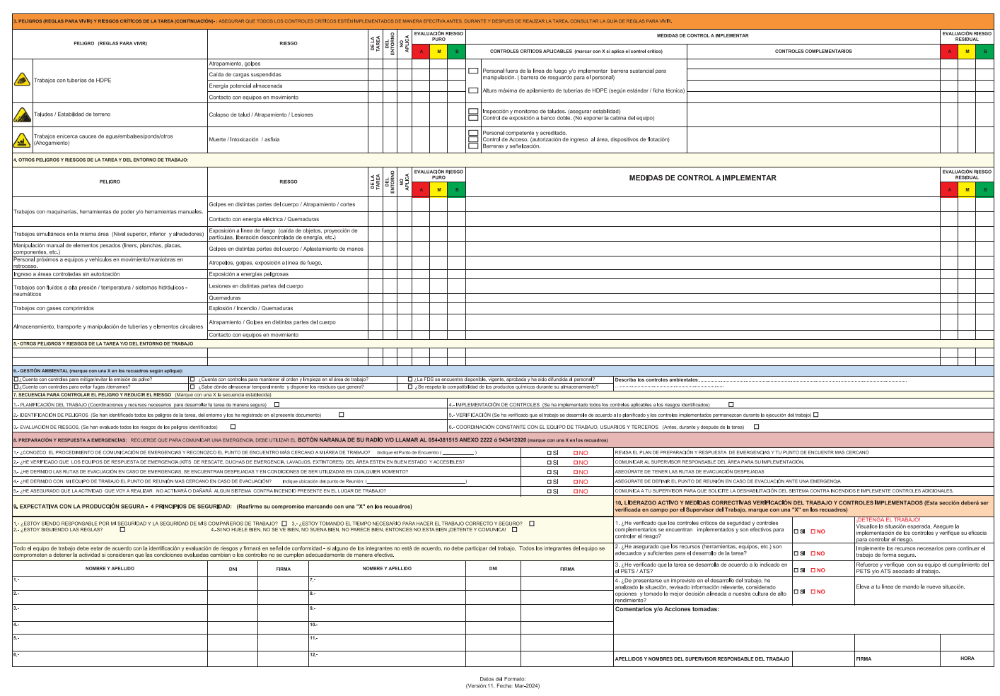 3. PELIGROS (REGLAS PARA VIVIR) Y RIESGOS CRÍTICOS DE LA TAREA (CONTINUACIÓN)- : ASEGURAR QUE TODOS LOS CONTROLES CRÍTICOS ESTÉN IMPLEMENTADOS DE MANERA EFECTIVA ANTES, DURANTE Y DESPUES DE REALIZAR LA TAREA. CONSULTAR LA GUÍA DE REGLAS PARA VIVIR.
PELIGRO (REGLAS PARA VIVIR)
RIESGO
DE LA TAREA
DEL ENTORNO
NO APLICA
EVALUACIÓN RIESGO PURO
A M B
MEDIDAS DE CONTROL A IMPLEMENTAR
CONTROLES CRÍTICOS APLICABLES (marcar con X si aplica el control crítico)
CONTROLES COMPLEMENTARIOS
EVALUACIÓN RIESGO RESIDUAL
A M B
Trabajos con tuberías de HDPE
Atrapamiento, golpes
Caída de cargas suspendidas
Energía potencial almacenada
Contacto con equipos en movimiento
Personal fuera de la línea de fuego y/o implementar barrera sustancial para
manipulación. ( barrera de resguardo para el personal)
Altura máxima de apilamiento de tuberías de HDPE (según estándar / ficha técnica)
Taludes / Estabilidad de terreno
Colapso de talud / Atrapamiento / Lesiones
Inspección y monitoreo de taludes. (asegurar estabilidad)
Control de exposición a banco doble. (No exponer la cabina del equipo)
Trabajos en/cerca cauces de agua/embalses/ponds/otros
(Ahogamiento)
Muerte / Intoxicación / asfixia
Personal competente y acreditado.
Control de Acceso. (autorización de ingreso al área, dispositivos de flotación)
Barreras y señalización.
4. OTROS PELIGROS Y RIESGOS DE LA TAREA Y DEL ENTORNO DE TRABAJO:
PELIGRO
RIESGO
DE LA TAREA
DEL ENTORNO
NO APLICA
EVALUACIÓN RIESGO PURO
A M B
MEDIDAS DE CONTROL A IMPLEMENTAR
EVALUACIÓN RIESGO RESIDUAL
A M B
Trabajos con maquinarías, herramientas de poder y/o herramientas manuales.
Golpes en distintas partes del cuerpo / Atrapamiento / cortes
Contacto con energía eléctrica / Quemaduras
Trabajos simultáneos en la misma área (Nivel superior, inferior y alrededores)
Exposición a línea de fuego (caída de objetos, proyección de
partículas, liberación descontrolada de energía, etc.)
Manipulación manual de elementos pesados (liners, planchas, placas,
componentes, etc.)
Golpes en distintas partes del cuerpo / Aplastamiento de manos
Personal próximos a equipos y vehículos en movimiento/maniobras en
retroceso.
Atropellos, golpes, exposición a línea de fuego.
Ingreso a áreas controladas sin autorización
Exposición a energías peligrosas
Trabajos con fluídos a alta presión / temperatura / sistemas hidráulicos -
neumáticos
Lesiones en distintas partes del cuerpo
Quemaduras
Trabajos con gases comprimidos
Explosión / Incendio / Quemaduras
Almacenamiento, transporte y manipulación de tuberías y elementos circulares
Atrapamiento / Golpes en distintas partes del cuerpo
Contacto con equipos en movimiento
5.- OTROS PELIGROS Y RIESGOS DE LA TAREA Y/O DEL ENTORNO DE TRABAJO
6.- GESTIÓN AMBIENTAL (marque con una X en los recuadros según aplique):
¿Cuenta con controles para mitigar/evitar la emisión de polvo?
¿Cuenta con controles para mantener el orden y limpieza en el área de trabajo?
¿La FDS se encuentra disponible, vigente, aprobada y ha sido difundida al personal?
Describa los controles ambientales:
¿Cuenta con controles para evitar fugas /derrames?
¿Sabe dónde almacenar temporalmente y disponer los residuos que genera?
¿Se respeta la compatibilidad de los productos químicos durante su almacenamiento?
7. SECUENCIA PARA CONTROLAR EL PELIGRO Y REDUCIR EL RIESGO (Marque con una X la secuencia establecida)
1.- PLANIFICACIÓN DEL TRABAJO (Coordinaciones y recursos necesarios para desarrollar la tarea de manera segura)
4.- IMPLEMENTACIÓN DE CONTROLES (Se ha implementado todos los controles aplicables a los riesgos identificados)
2.- IDENTIFICACIÓN DE PELIGROS (Se han identificado todos los peligros de la tarea, del entorno y los he registrado en el presente documento)
5.- VERIFICACIÓN (Se ha verificado que el trabajo se desarrolle de acuerdo a lo planificado y los controles implementados permanezcan durante la ejecución del trabajo)
3.- EVALUACIÓN DE RIESGOS, (Se han evaluado todos los riesgos de los peligros identificados)
6.- COORDINACIÓN CONSTANTE CON EL EQUIPO DE TRABAJO, USUARIOS Y TERCEROS (Antes, durante y después de la tarea)
8. PREPARACIÓN Y RESPUESTA A EMERGENCIAS: RECUERDE QUE PARA COMUNICAR UNA EMERGENCIA, DEBE UTILIZAR EL BOTÓN NARANJA DE SU RADIO Y/O LLAMAR AL 054-381515 ANEXO 2222 ó 943412020 (marque con una X en los recuadros)
1.- ¿CONOZCO EL PROCEDIMIENTO DE COMUNICACIÓN DE EMERGENCIAS Y RECONOZCO EL PUNTO DE ENCUENTRO MÁS CERCANO A MI ÁREA DE TRABAJO? Indique el Punto de Encuentro ( )
SÍ NO
REVISA EL PLAN DE PREPARACIÓN Y RESPUESTA DE EMERGENCIAS Y TU PUNTO DE ENCUENTR MAS CERCANO
2.- ¿HE VERIFICADO QUE LOS EQUIPOS DE RESPUESTA DE EMERGENCIA (KITS DE RESCATE, DUCHAS DE EMERGENCIA, LAVAOJOS, EXTINTORES) DEL ÁREA ESTEN EN BUEN ESTADO Y ACCESIBLES?
SÍ NO
COMUNICAR AL SUPERVISOR RESPONSABLE DEL ÁREA PARA SU IMPLEMENTACIÓN.
3.- ¿HE DEFINIDO LAS RUTAS DE EVACUACIÓN EN CASO DE EMERGENCIAS, SE ENCUENTRAN DESPEJADAS Y EN CONDICIONES DE SER UTILIZADAS EN CUALQUIER MOMENTO?
SÍ NO
ASEGÚRATE DE TENER LAS RUTAS DE EVACUACIÓN DESPEJADAS
4.- ¿HE DEFINIDO CON MI EQUIPO DE TRABAJO EL PUNTO DE REUNIÓN MAS CERCANO EN CASO DE EVACUACIÓN? Indique ubicación del punto de Reunión: ( )
SÍ NO
ASEGÚRATE DE DEFINIR EL PUNTO DE REUNIÓN EN CASO DE EVACUACIÓN ANTE UNA EMERGENCIA
5.- ¿HE ASEGURADO QUE LA ACTIVIDAD QUE VOY A REALIZAR NO ACTIVARÁ O DAÑARÁ ALGUN SISTEMA CONTRA INCENDIO PRESENTE EN EL LUGAR DE TRABAJO?
SÍ NO
COMUNICA A TU SUPERVISOR PARA QUE SOLICITE LA DESHABILITACIÓN DEL SISTEMA CONTRA INCENDIOS E IMPLEMENTE CONTROLES ADICIONALES.
9. EXPECTATIVA CON LA PRODUCCIÓN SEGURA - 4 PRINCIPIOS DE SEGURIDAD: (Reafirme su compromiso marcando con una "X" en los recuadros)
1.- ¿ESTOY SIENDO RESPONSABLE POR MI SEGURIDAD Y LA SEGURIDAD DE MIS COMPAÑEROS DE TRABAJO? 3.- ¿ESTOY TOMANDO EL TIEMPO NECESARIO PARA HACER EL TRABAJO CORRECTO Y SEGURO?
2.- ¿ESTOY SIGUIENDO LAS REGLAS? 4.-SI NO HUELE BIEN, NO SE VE BIEN, NO SUENA BIEN, NO PARECE BIEN, ENTONCES NO ESTA BIEN ¡DETENTE Y COMUNICA!
Todo el equipo de trabajo debe estar de acuerdo con la identificación y evaluación de riesgos y firmará en señal de conformidad - si alguno de los integrantes no está de acuerdo, no debe participar del trabajo. Todos los integrantes del equipo se
comprometen a detener la actividad si consideran que las condiciones evaluadas cambian o los controles no se cumplen adecuadamente de manera efectiva.
NOMBRE Y APELLIDO DNI FIRMA NOMBRE Y APELLIDO DNI FIRMA
1.- 7.-
2.- 8.-
3.- 9.-
4.- 10.-
5.- 11.-
6.- 12.-
10. LIDERAZGO ACTIVO Y MEDIDAS CORRECTIVAS VERIFICACIÓN DEL TRABAJO Y CONTROLES IMPLEMENTADOS (Esta sección deberá ser
verificada en campo por el Supervisor del Trabajo, marque con una "X" en los recuadros)
1. ¿He verificado que los controles críticos de seguridad y controles
complementarios se encuentran implementados y son efectivos para
controlar el riesgo?
SÍ NO
¡DETENGA EL TRABAJO!
Visualice la situación esperada. Asegure la
implementación de los controles y verifique su eficacia
para controlar el riesgo.
2. ¿He asegurado que los recursos (herramientas, equipos, etc.) son
adecuados y suficientes para el desarrollo de la tarea?
SÍ NO
Implemente los recursos necesarios para continuar el
trabajo de forma segura.
3. ¿He verificado que la tarea se desarrolla de acuerdo a lo indicado en
el PETS / ATS?
SÍ NO
Refuerce y verifique con su equipo el cumplimiento del
PETS y/o ATS asociado al trabajo.
4. ¿De presentarse un imprevisto en el desarrollo del trabajo, he
analizado la situación, revisado información relevante, considerado
opciones y tomado la mejor decisión alineada a nuestra cultura de alto
rendimiento?
SÍ NO
Eleva a tu línea de mando la nueva situación.
Comentarios y/o Acciones tomadas:
APELLIDOS Y NOMBRES DEL SUPERVISOR RESPONSABLE DEL TRABAJO
FIRMA
HORA
Datos del Formato:
(Versión:11, Fecha: Mar-2024)